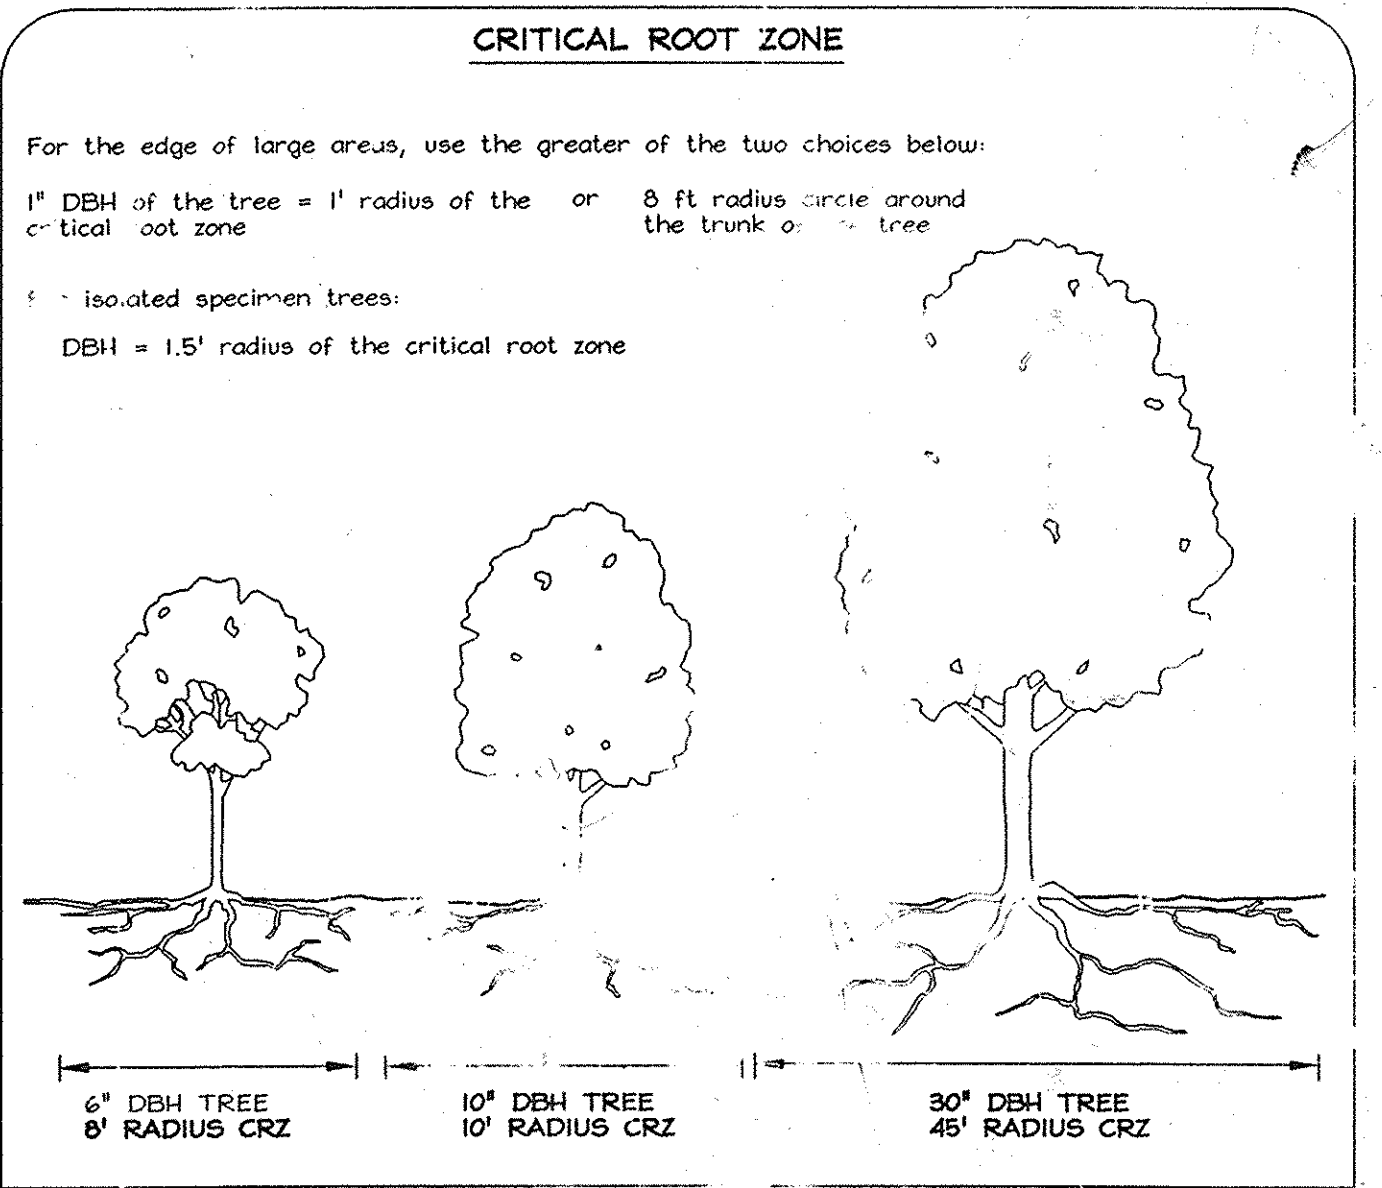 CRITICAL ROOT ZONE
For the edge of large areas, use the greater of the two choices below:
1" DBH of the tree = 1' radius of the or 8 ft radius circle around
critical root zone the trunk of tree
isolated specimen trees:
DBH = 1.5' radius of the critical root zone
6" DBH TREE
8' RADIUS CRZ
10" DBH TREE
10' RADIUS CRZ
30" DBH TREE
45' RADIUS CRZ